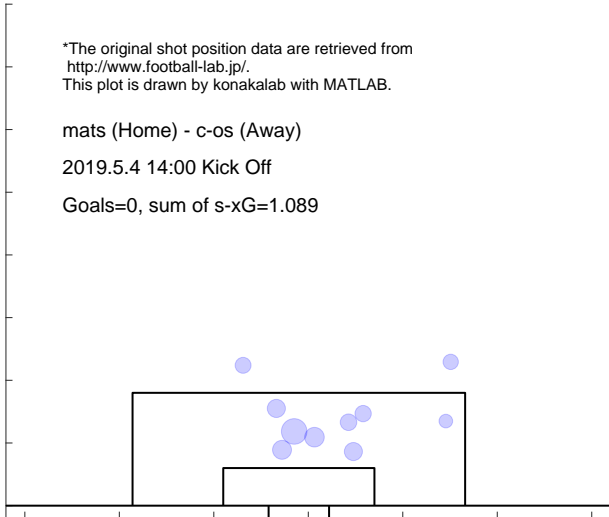 *The original shot position data are retrieved from
http://www.football-lab.jp/.
This plot is drawn by konakalab with MATLAB.
mats (Home) - c-os (Away)
2019.5.4 14:00 Kick Off
Goals=0, sum of s-xG=1.089